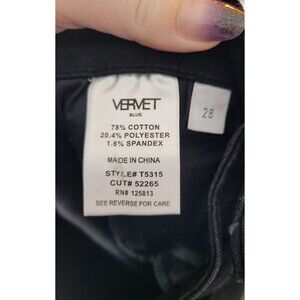 VERVET
BLUE
78% COTTON
20.4% POLYESTER
1.6% SPANDEX
MADE IN CHINA
STYLE# T5315
CUT# 52265
RN# 125813
SEE REVERSE FOR CARE
28